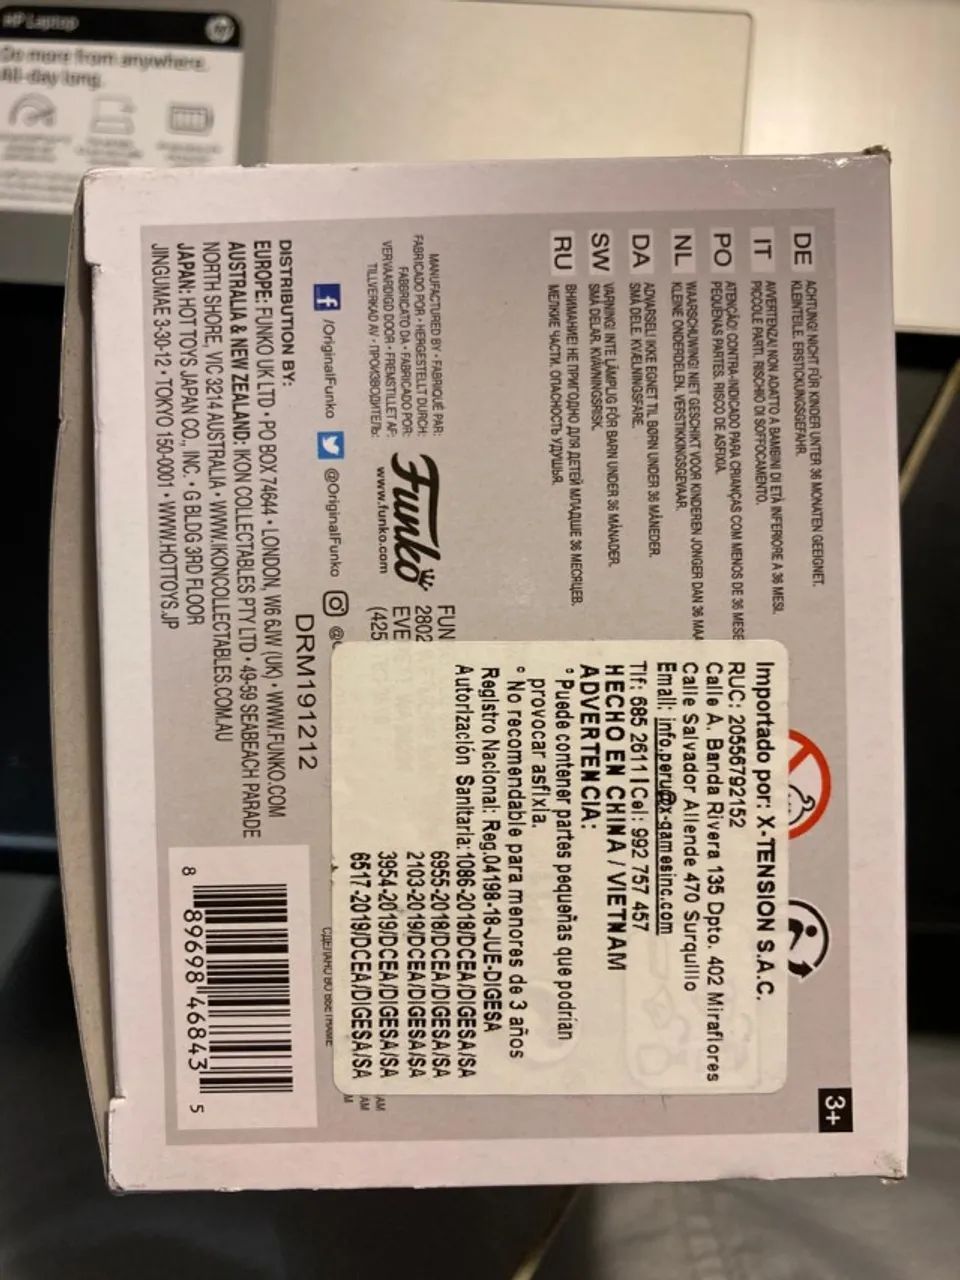 HP Laptop
Do more from anywhere.
All-day long.
3+
DE ACHTUNG! NICHT FÜR KINDER UNTER 36 MONATEN GEEIGNET.
KLEINTEILE. ERSTICKUNGSGEFAHR.
IT AVVERTENZA! NON ADATTO A BAMBINI DI ETÀ INFERIORE A 36 MESI.
PICCOLE PARTI. RISCHIO DI SOFFOCAMENTO.
PO ATENÇÃO! CONTRA-INDICADO PARA CRIANÇAS COM MENOS DE 36 MESE
PEQUENAS PARTES. RISCO DE ASFIXIA.
NL WAARSCHUWING! NIET GESCHIKT VOOR KINDEREN JONGER DAN 36 MAA
KLEINE ONDERDELEN. VERSTIKKINGSGEVAAR.
DA ADVARSEL! IKKE EGNET TIL BØRN UNDER 36 MÅNEDER.
SMÅ DELE. KVÆLNINGSFARE.
SW VARNING! INTE LÄMPLIG FÖR BARN UNDER 36 MÅNADER.
SMÅ DELAR. KVÄVNINGSRISK.
RU ВНИМАНИЕ! НЕ ПРИГОДНО ДЛЯ ДЕТЕЙ МЛАДШЕ 36 МЕСЯЦЕВ.
МЕЛКИЕ ЧАСТИ. ОПАСНОСТЬ УДУШЬЯ.
MANUFACTURED BY • FABRIQUÉ PAR:
FABRICADO POR • HERGESTELLT DURCH:
FABBRICATO DA • FABRICADO POR:
VERVAARDIGD DOOR • FREMSTILLET AF:
TILLVERKAD AV • ПРОИЗВОДИТЕЛЬ:
Funko
www.funko.com
FUN
2802
EVE
(425
/OriginalFunko @OriginalFunko
DRM191212
DISTRIBUTION BY:
EUROPE: FUNKO UK LTD • PO BOX 74644 • LONDON, W6 6JW (UK) • WWW.FUNKO.COM
AUSTRALIA & NEW ZEALAND: IKON COLLECTABLES PTY LTD • 49-59 SEABEACH PARADE
NORTH SHORE, VIC 3214 AUSTRALIA • WWW.IKONCOLLECTABLES.COM.AU
JAPAN: HOT TOYS JAPAN CO., INC. • G BLDG 3RD FLOOR
JINGUMAE 3-30-12 • TOKYO 150-0001 • WWW.HOTTOYS.JP
Importado por: X-TENSION S.A.C.
RUC: 20556792152
Calle A. Banda Rivera 135 Dpto. 402 Miraflores
Calle Salvador Allende 470 Surquillo
Email: info.peru@x-gamesinc.com
Tlf: 685 2611 | Cel: 992 757 457
HECHO EN CHINA / VIETNAM
ADVERTENCIA:
° Puede contener partes pequeñas que podrían
provocar asfixia.
° No recomendable para menores de 3 años
Registro Nacional: Reg.04198-18-JUE-DIGESA
Autorización Sanitaria: 1086-2018/DCEA/DIGESA/SA
6955-2018/DCEA/DIGESA/SA
2103-2019/DCEA/DIGESA/SA
3954-2019/DCEA/DIGESA/SA
6517-2019/DCEA/DIGESA/SA
AM
AM
M
СДЕЛАНО ВО ВЬЕТНАМЕ
8 89698 46843 5